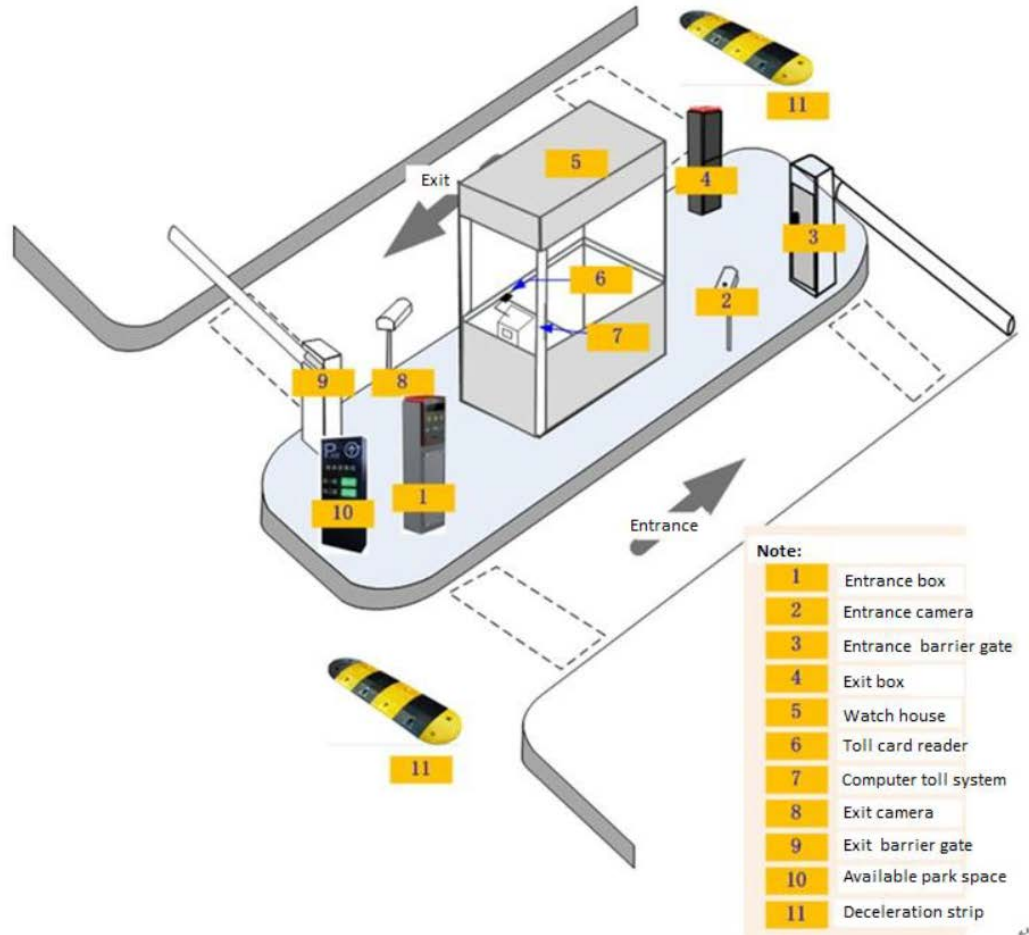 11
5
4
Exit
3
6
2
7
9
8
1
10
Entrance
11
Note:
1 Entrance box
2 Entrance camera
3 Entrance barrier gate
4 Exit box
5 Watch house
6 Toll card reader
7 Computer toll system
8 Exit camera
9 Exit barrier gate
10 Available park space
11 Deceleration strip